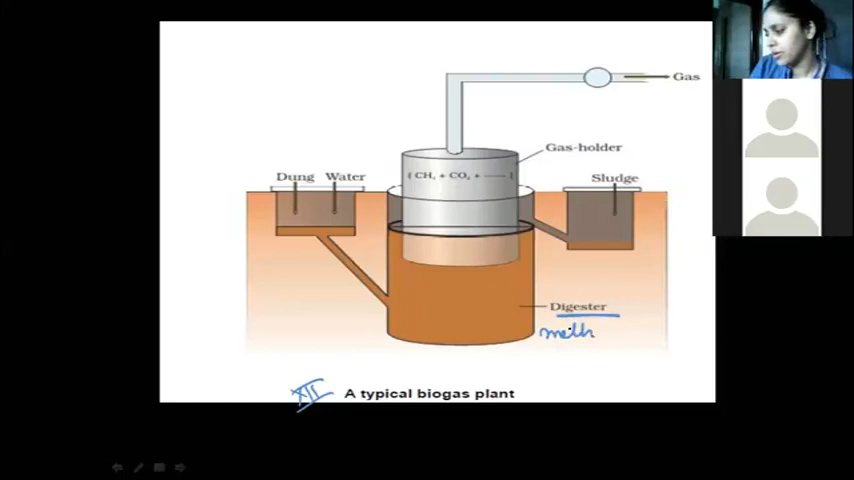 Gas
Gas-holder
( CH₄ + CO₂ + ------ )
Dung Water
Sludge
Digester
meth
XII
A typical biogas plant